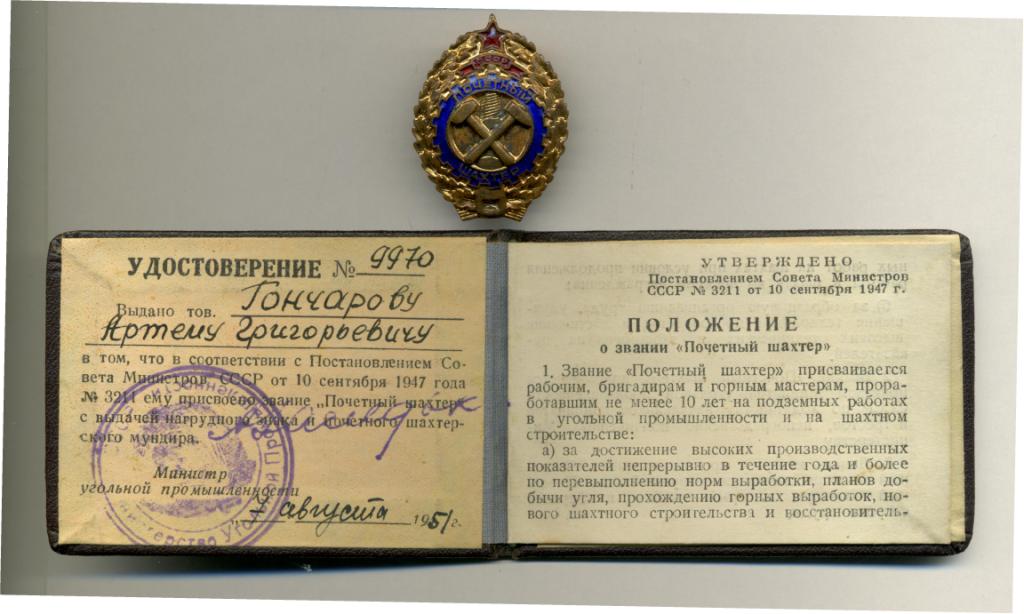 СССР
ПОЧЕТНЫЙ
ШАХТЕР
УДОСТОВЕРЕНИЕ № 9970
Выдано тов. Гончарову
Артему Григорьевичу
в том, что в соответствии с Постановлением Со-
вета Министров СССР от 10 сентября 1947 года
№ 3211 ему присвоено звание „Почетный шахтер"
с выдачей нагрудного знака и почетного шахтер-
ского мундира.
Министр
угольной промышленности
августа 1951 г.
УТВЕРЖДЕНО
Постановлением Совета Министров
СССР № 3211 от 10 сентября 1947 г.
ПОЛОЖЕНИЕ
о звании «Почетный шахтер»
1. Звание «Почетный шахтер» присваивается
рабочим, бригадирам и горным мастерам, прора-
ботавшим не менее 10 лет на подземных работах
в угольной промышленности и на шахтном
строительстве:
а) за достижение высоких производственных
показателей непрерывно в течение года и более
по перевыполнению норм выработки, планов до-
бычи угля, прохождению горных выработок, но-
вого шахтного строительства и восстановитель-